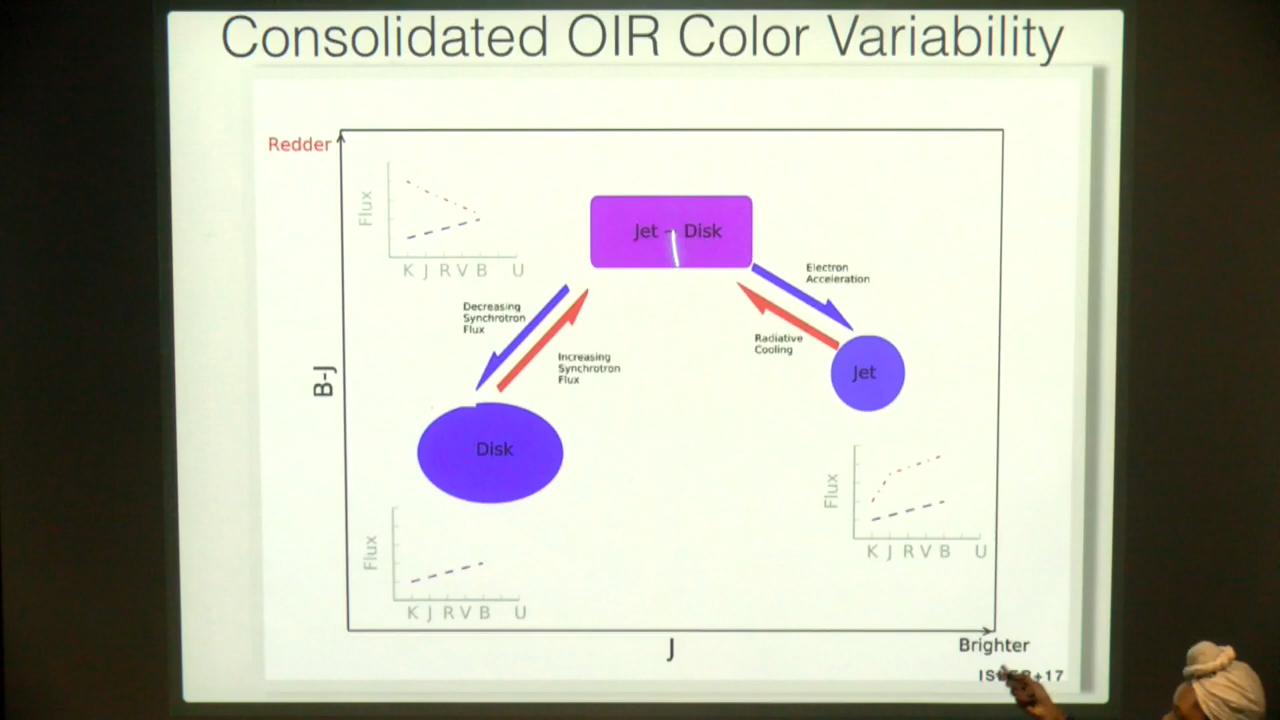 Consolidated OIR Color Variability
Redder
Flux
K J R V B U
Jet - Disk
Electron
Acceleration
Decreasing
Synchrotron
Flux
Increasing
Synchrotron
Flux
Radiative
Cooling
Jet
B-J
Disk
Flux
K J R V B U
Flux
K J R V B U
J
Brighter